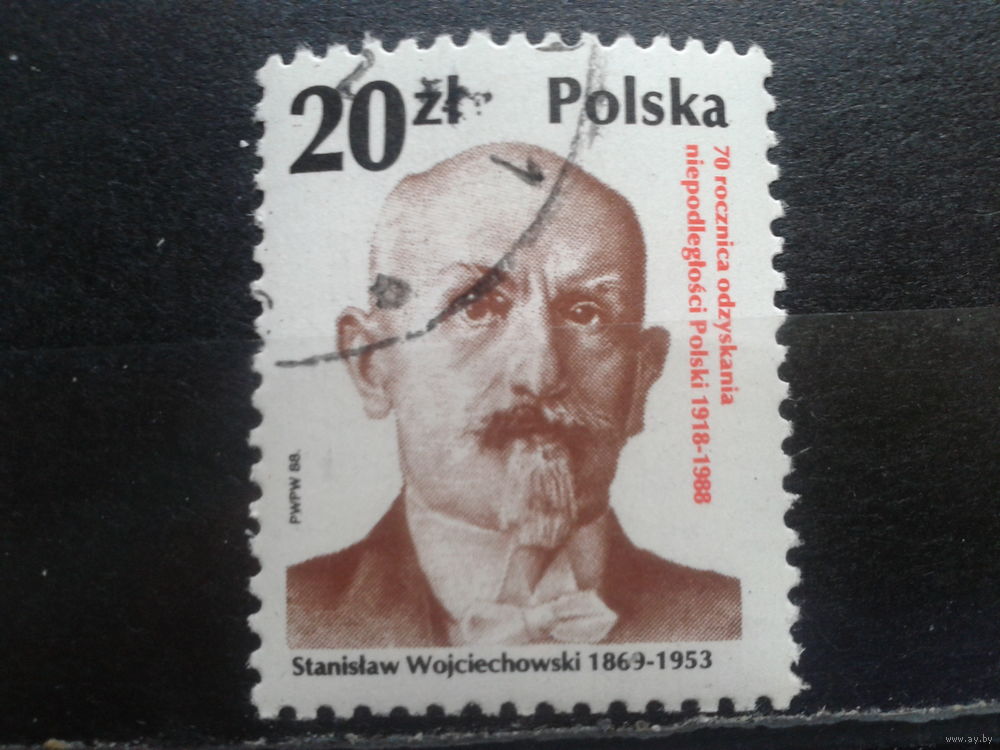 20 zł Polska
70 rocznica odzyskania
niepodległości Polski 1918-1988
PWPW 88.
Stanisław Wojciechowski 1869-1953
www.ay.by